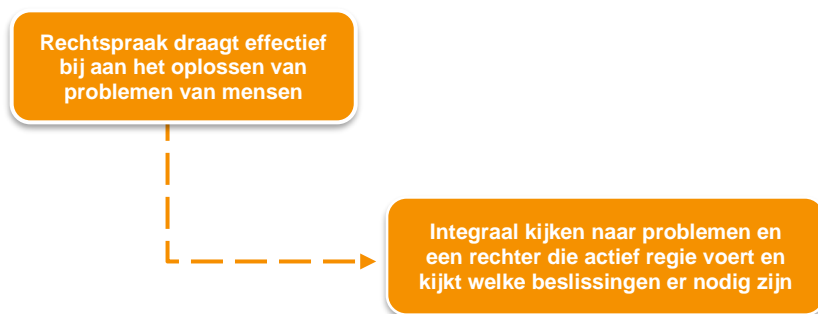 Rechtspraak draagt effectief
bij aan het oplossen van
problemen van mensen
Integraal kijken naar problemen en
een rechter die actief regie voert en
kijkt welke beslissingen er nodig zijn